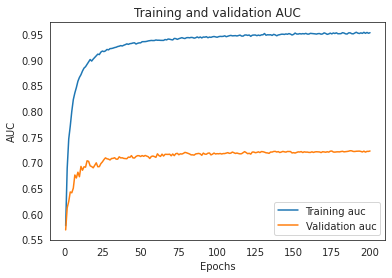 Training and validation AUC
AUC
0.95
0.90
0.85
0.80
0.75
0.70
0.65
0.60
0.55
0 25 50 75 100 125 150 175 200
Epochs
Training auc
Validation auc